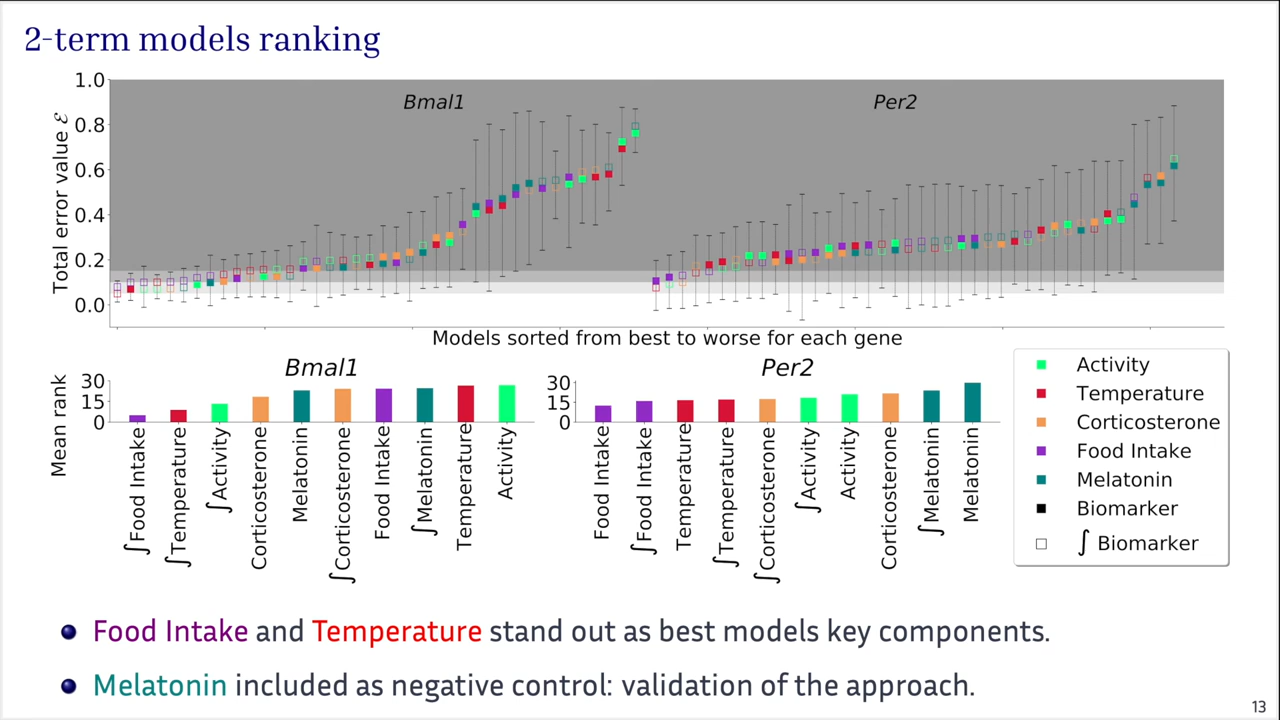 2-term models ranking
Total error value ℰ
1.0
0.8
0.6
0.4
0.2
0.0
Bmal1
Per2
Models sorted from best to worse for each gene
Mean rank
Bmal1
30
15
0
∫Food Intake
∫Temperature
∫Activity
Corticosterone
Melatonin
∫Corticosterone
Food Intake
∫Melatonin
Temperature
Activity
Per2
30
15
0
Food Intake
∫Food Intake
Temperature
∫Temperature
∫Corticosterone
∫Activity
Activity
Corticosterone
∫Melatonin
Melatonin
Activity
Temperature
Corticosterone
Food Intake
Melatonin
Biomarker
∫ Biomarker
Food Intake and Temperature stand out as best models key components.
Melatonin included as negative control: validation of the approach.
13